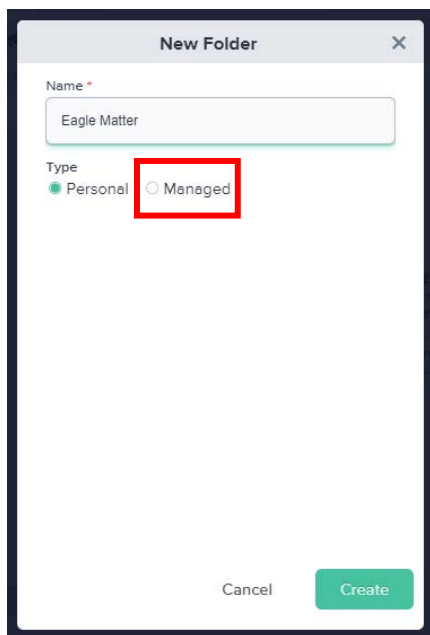 New Folder
Name *
Eagle Matter
Type
Personal Managed
Cancel Create